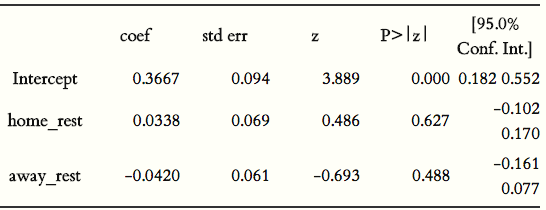 coef std err z P>|z| [95.0% Conf. Int.]
Intercept 0.3667 0.094 3.889 0.000 0.182 0.552
home_rest 0.0338 0.069 0.486 0.627 –0.102 0.170
away_rest –0.0420 0.061 –0.693 0.488 –0.161 0.077